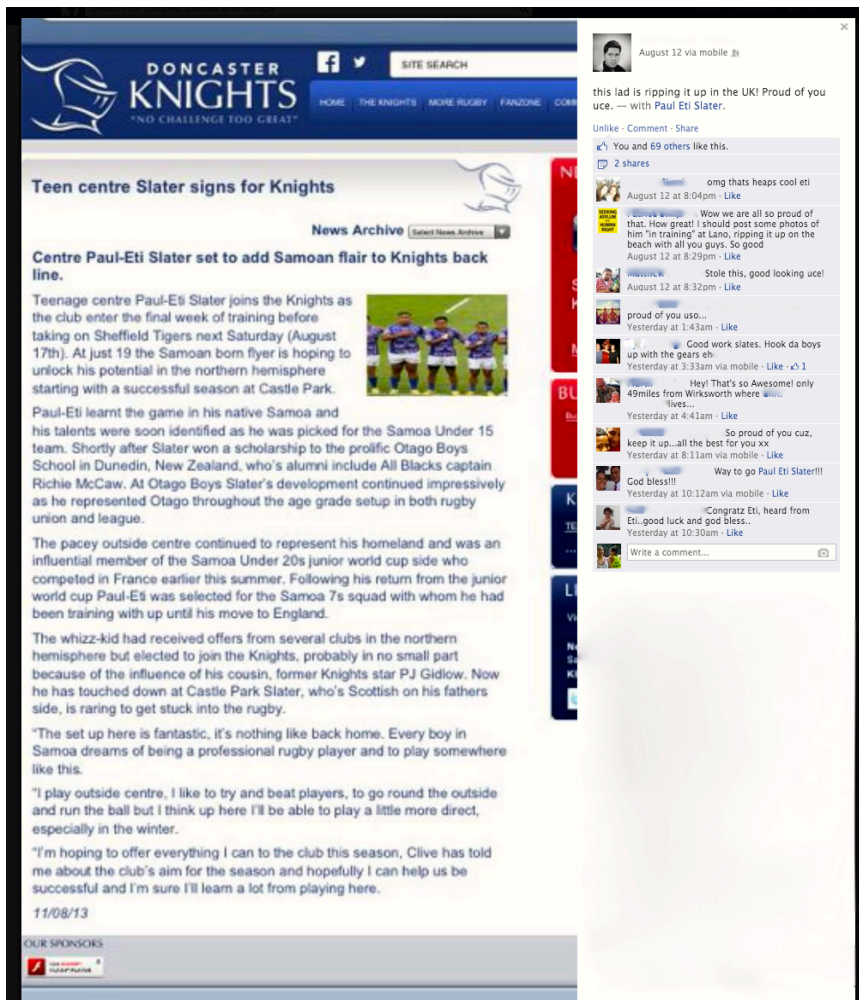 DONCASTER
KNIGHTS
"NO CHALLENGE TOO GREAT"
SITE SEARCH
HOME THE KNIGHTS MORE RUGBY FANZONE COM
Teen centre Slater signs for Knights
News Archive Select News Archive
Centre Paul-Eti Slater set to add Samoan flair to Knights back
line.
Teenage centre Paul-Eti Slater joins the Knights as
the club enter the final week of training before
taking on Sheffield Tigers next Saturday (August
17th). At just 19 the Samoan born flyer is hoping to
unlock his potential in the northern hemisphere
starting with a successful season at Castle Park.
Paul-Eti learnt the game in his native Samoa and
his talents were soon identified as he was picked for the Samoa Under 15
team. Shortly after Slater won a scholarship to the prolific Otago Boys
School in Dunedin, New Zealand, who's alumni include All Blacks captain
Richie McCaw. At Otago Boys Slater's development continued impressively
as he represented Otago throughout the age grade setup in both rugby
union and league.
The pacey outside centre continued to represent his homeland and was an
influential member of the Samoa Under 20s junior world cup side who
competed in France earlier this summer. Following his return from the junior
world cup Paul-Eti was selected for the Samoa 7s squad with whom he had
been training with up until his move to England.
The whizz-kid had received offers from several clubs in the northern
hemisphere but elected to join the Knights, probably in no small part
because of the influence of his cousin, former Knights star PJ Gidlow. Now
he has touched down at Castle Park Slater, who's Scottish on his fathers
side, is raring to get stuck into the rugby.
"The set up here is fantastic, it's nothing like back home. Every boy in
Samoa dreams of being a professional rugby player and to play somewhere
like this.
"I play outside centre, I like to try and beat players, to go round the outside
and run the ball but I think up here I'll be able to play a little more direct,
especially in the winter.
"I'm hoping to offer everything I can to the club this season, Clive has told
me about the club's aim for the season and hopefully I can help us be
successful and I'm sure I'll learn a lot from playing here.
11/08/13
OUR SPONSORS
August 12 via mobile
this lad is ripping it up in the UK! Proud of you
uce. — with Paul Eti Slater.
Unlike · Comment · Share
You and 69 others like this.
2 shares
omg thats heaps cool eti
August 12 at 8:04pm · Like
SEEKING
ASYLUM
HUMAN
RIGHT
Wow we are all so proud of
that. How great! I should post some photos of
him "in training" at Lano, ripping it up on the
beach with all you guys. So good
August 12 at 8:29pm · Like
Stole this, good looking uce!
August 12 at 8:32pm · Like
proud of you uso...
Yesterday at 1:43am · Like
Good work slates. Hook da boys
up with the gears eh
Yesterday at 3:33am via mobile · Like · 1
Hey! That's so Awesome! only
49miles from Wirksworth where
lives...
Yesterday at 4:41am · Like
So proud of you cuz,
keep it up...all the best for you xx
Yesterday at 8:11am via mobile · Like
Way to go Paul Eti Slater!!!
God bless!!!
Yesterday at 10:12am via mobile · Like
Congratz Eti, heard from
Eti..good luck and god bless..
Yesterday at 10:30am · Like
Write a comment...